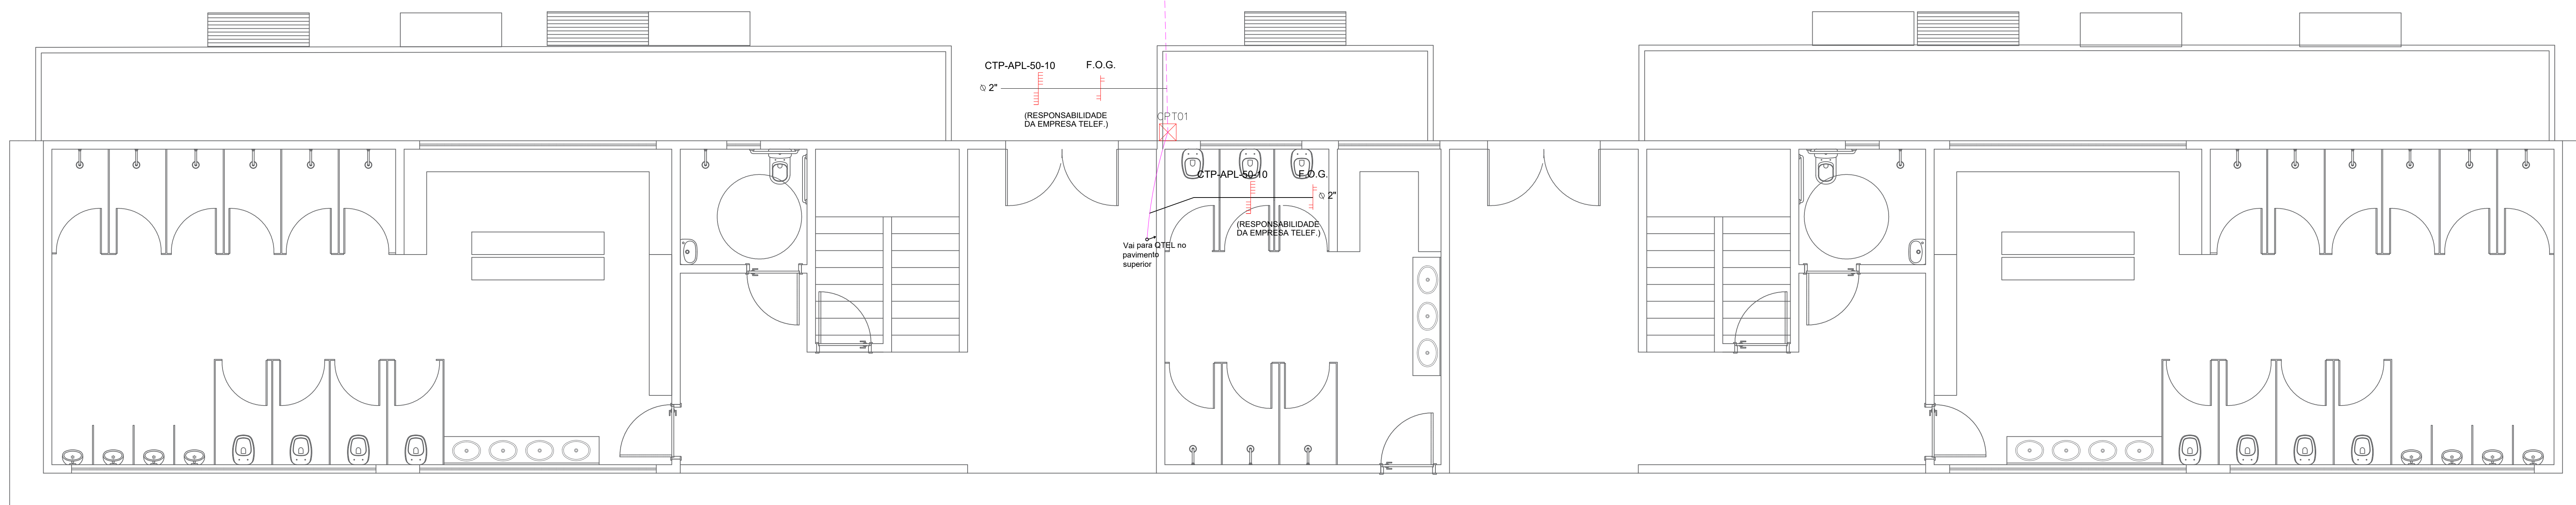 CTP-APL-50-10
F.O.G.
∅ 2"
(RESPONSABILIDADE
DA EMPRESA TELEF.)
CPT01
CTP-APL-50-10
F.O.G.
∅ 2"
(RESPONSABILIDADE
DA EMPRESA TELEF.)
Vai para QTEL no
pavimento
superior